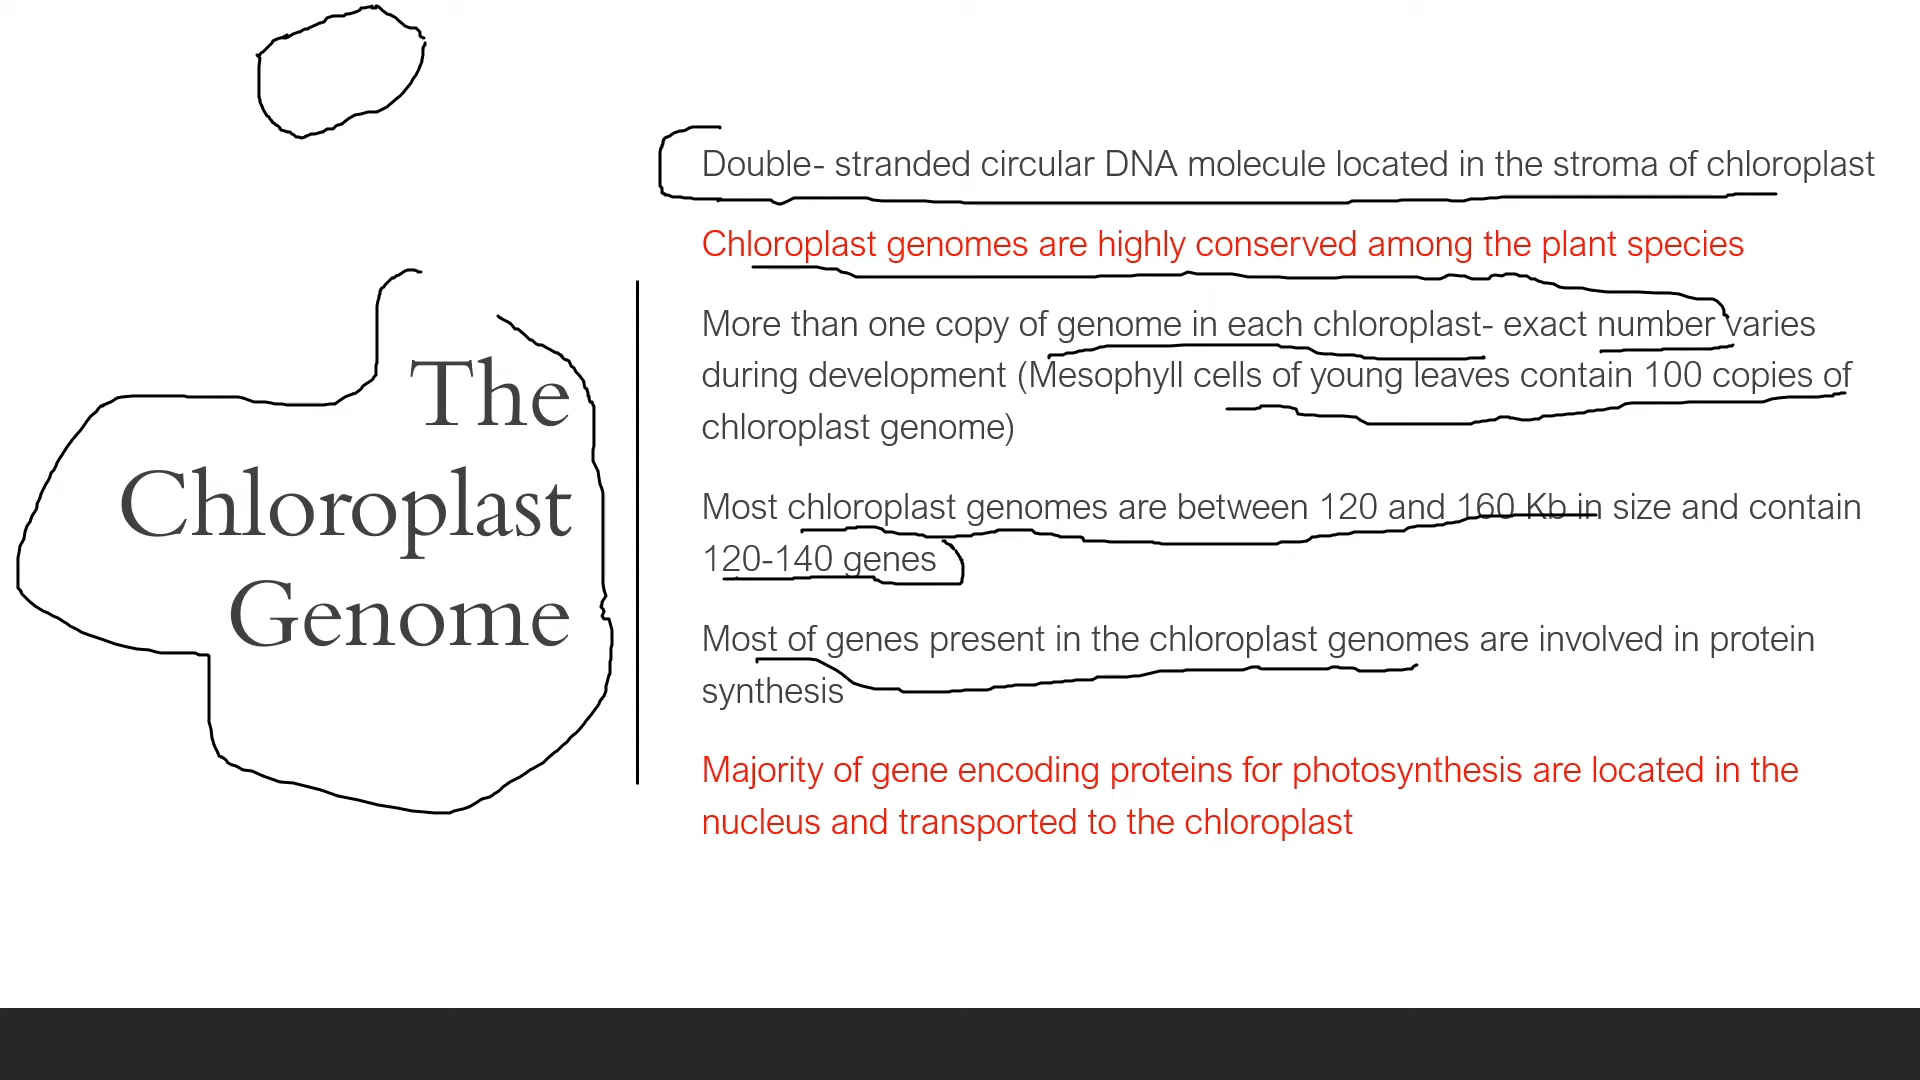 The
Chloroplast
Genome
Double- stranded circular DNA molecule located in the stroma of chloroplast
Chloroplast genomes are highly conserved among the plant species
More than one copy of genome in each chloroplast- exact number varies
during development (Mesophyll cells of young leaves contain 100 copies of
chloroplast genome)
Most chloroplast genomes are between 120 and 160 Kb in size and contain
120-140 genes
Most of genes present in the chloroplast genomes are involved in protein
synthesis
Majority of gene encoding proteins for photosynthesis are located in the
nucleus and transported to the chloroplast